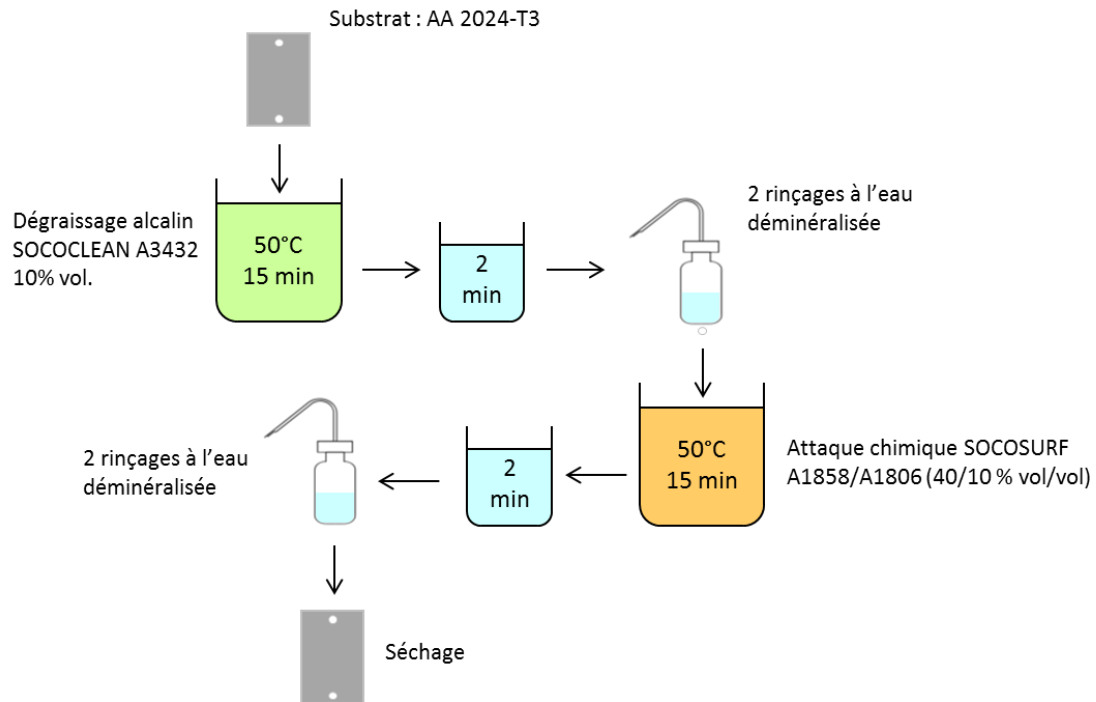 Substrat : AA 2024-T3
Dégraissage alcalin
SOCOCLEAN A3432
10% vol.
50°C
15 min
2
min
2 rinçages à l’eau
déminéralisée
50°C
15 min
Attaque chimique SOCOSURF
A1858/A1806 (40/10 % vol/vol)
2
min
2 rinçages à l’eau
déminéralisée
Séchage